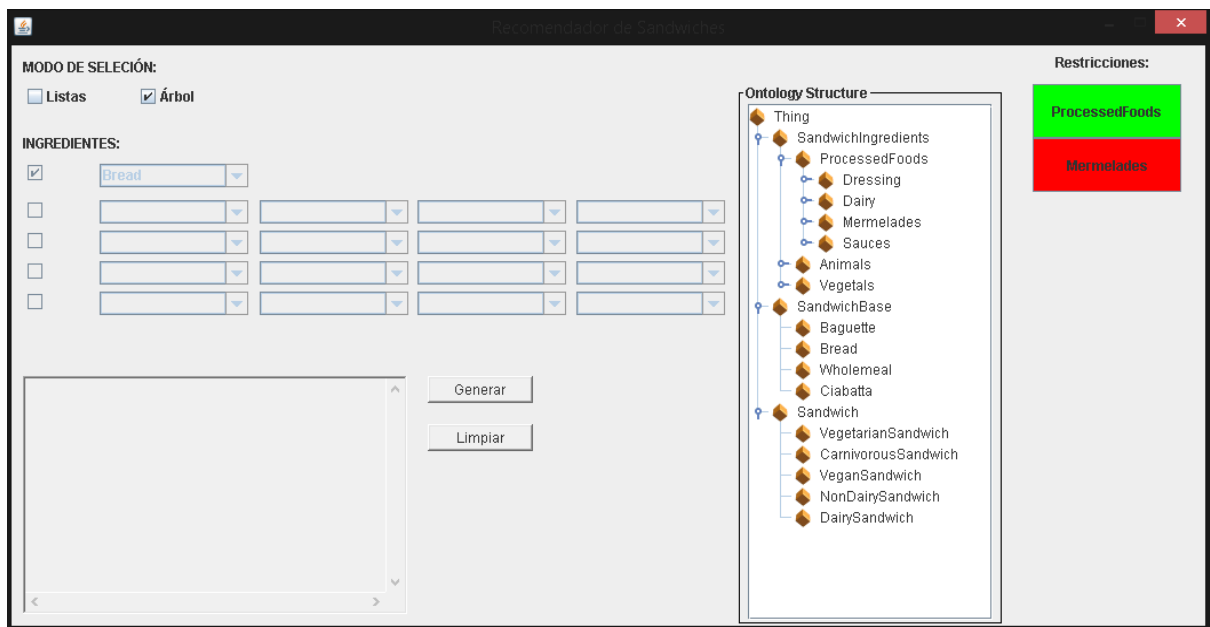 Recomendador de Sandwiches
MODO DE SELECIÓN:
Listas
Árbol
INGREDIENTES:
Bread
Generar
Limpiar
Ontology Structure
Thing
SandwichIngredients
ProcessedFoods
Dressing
Dairy
Mermelades
Sauces
Animals
Vegetals
SandwichBase
Baguette
Bread
Wholemeal
Ciabatta
Sandwich
VegetarianSandwich
CarnivorousSandwich
VeganSandwich
NonDairySandwich
DairySandwich
Restricciones:
ProcessedFoods
Mermelades